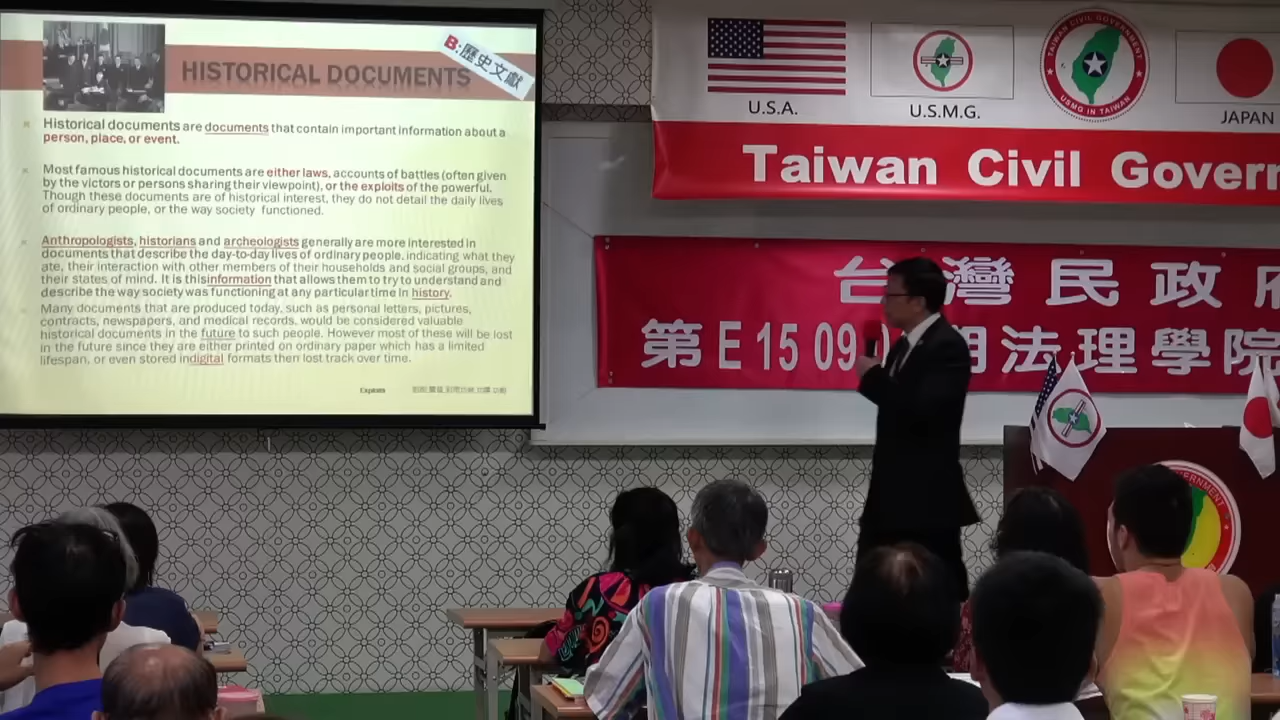 B:歷史文獻
HISTORICAL DOCUMENTS
Historical documents are documents that contain important information about a
person, place, or event.
Most famous historical documents are either laws, accounts of battles (often given
by the victors or persons sharing their viewpoint), or the exploits of the powerful.
Though these documents are of historical interest, they do not detail the daily lives
of ordinary people, or the way society functioned.
Anthropologists, historians and archeologists generally are more interested in
documents that describe the day-to-day lives of ordinary people, indicating what they
ate, their interaction with other members of their households and social groups, and
their states of mind. It is thisinformation that allows them to try to understand and
describe the way society was functioning at any particular time in history.
Many documents that are produced today, such as personal letters, pictures,
contracts, newspapers, and medical records, would be considered valuable
historical documents in the future to such people. However most of these will be lost
in the future since they are either printed on ordinary paper which has a limited
lifespan, or even stored indigital formats then lost track over time.
U.S.A.
U.S.M.G.
TAIWAN CIVIL GOVERNMENT
USMG IN TAIWAN
JAPAN
Taiwan Civil Govern
台灣民政府
第E1509 期法理學院